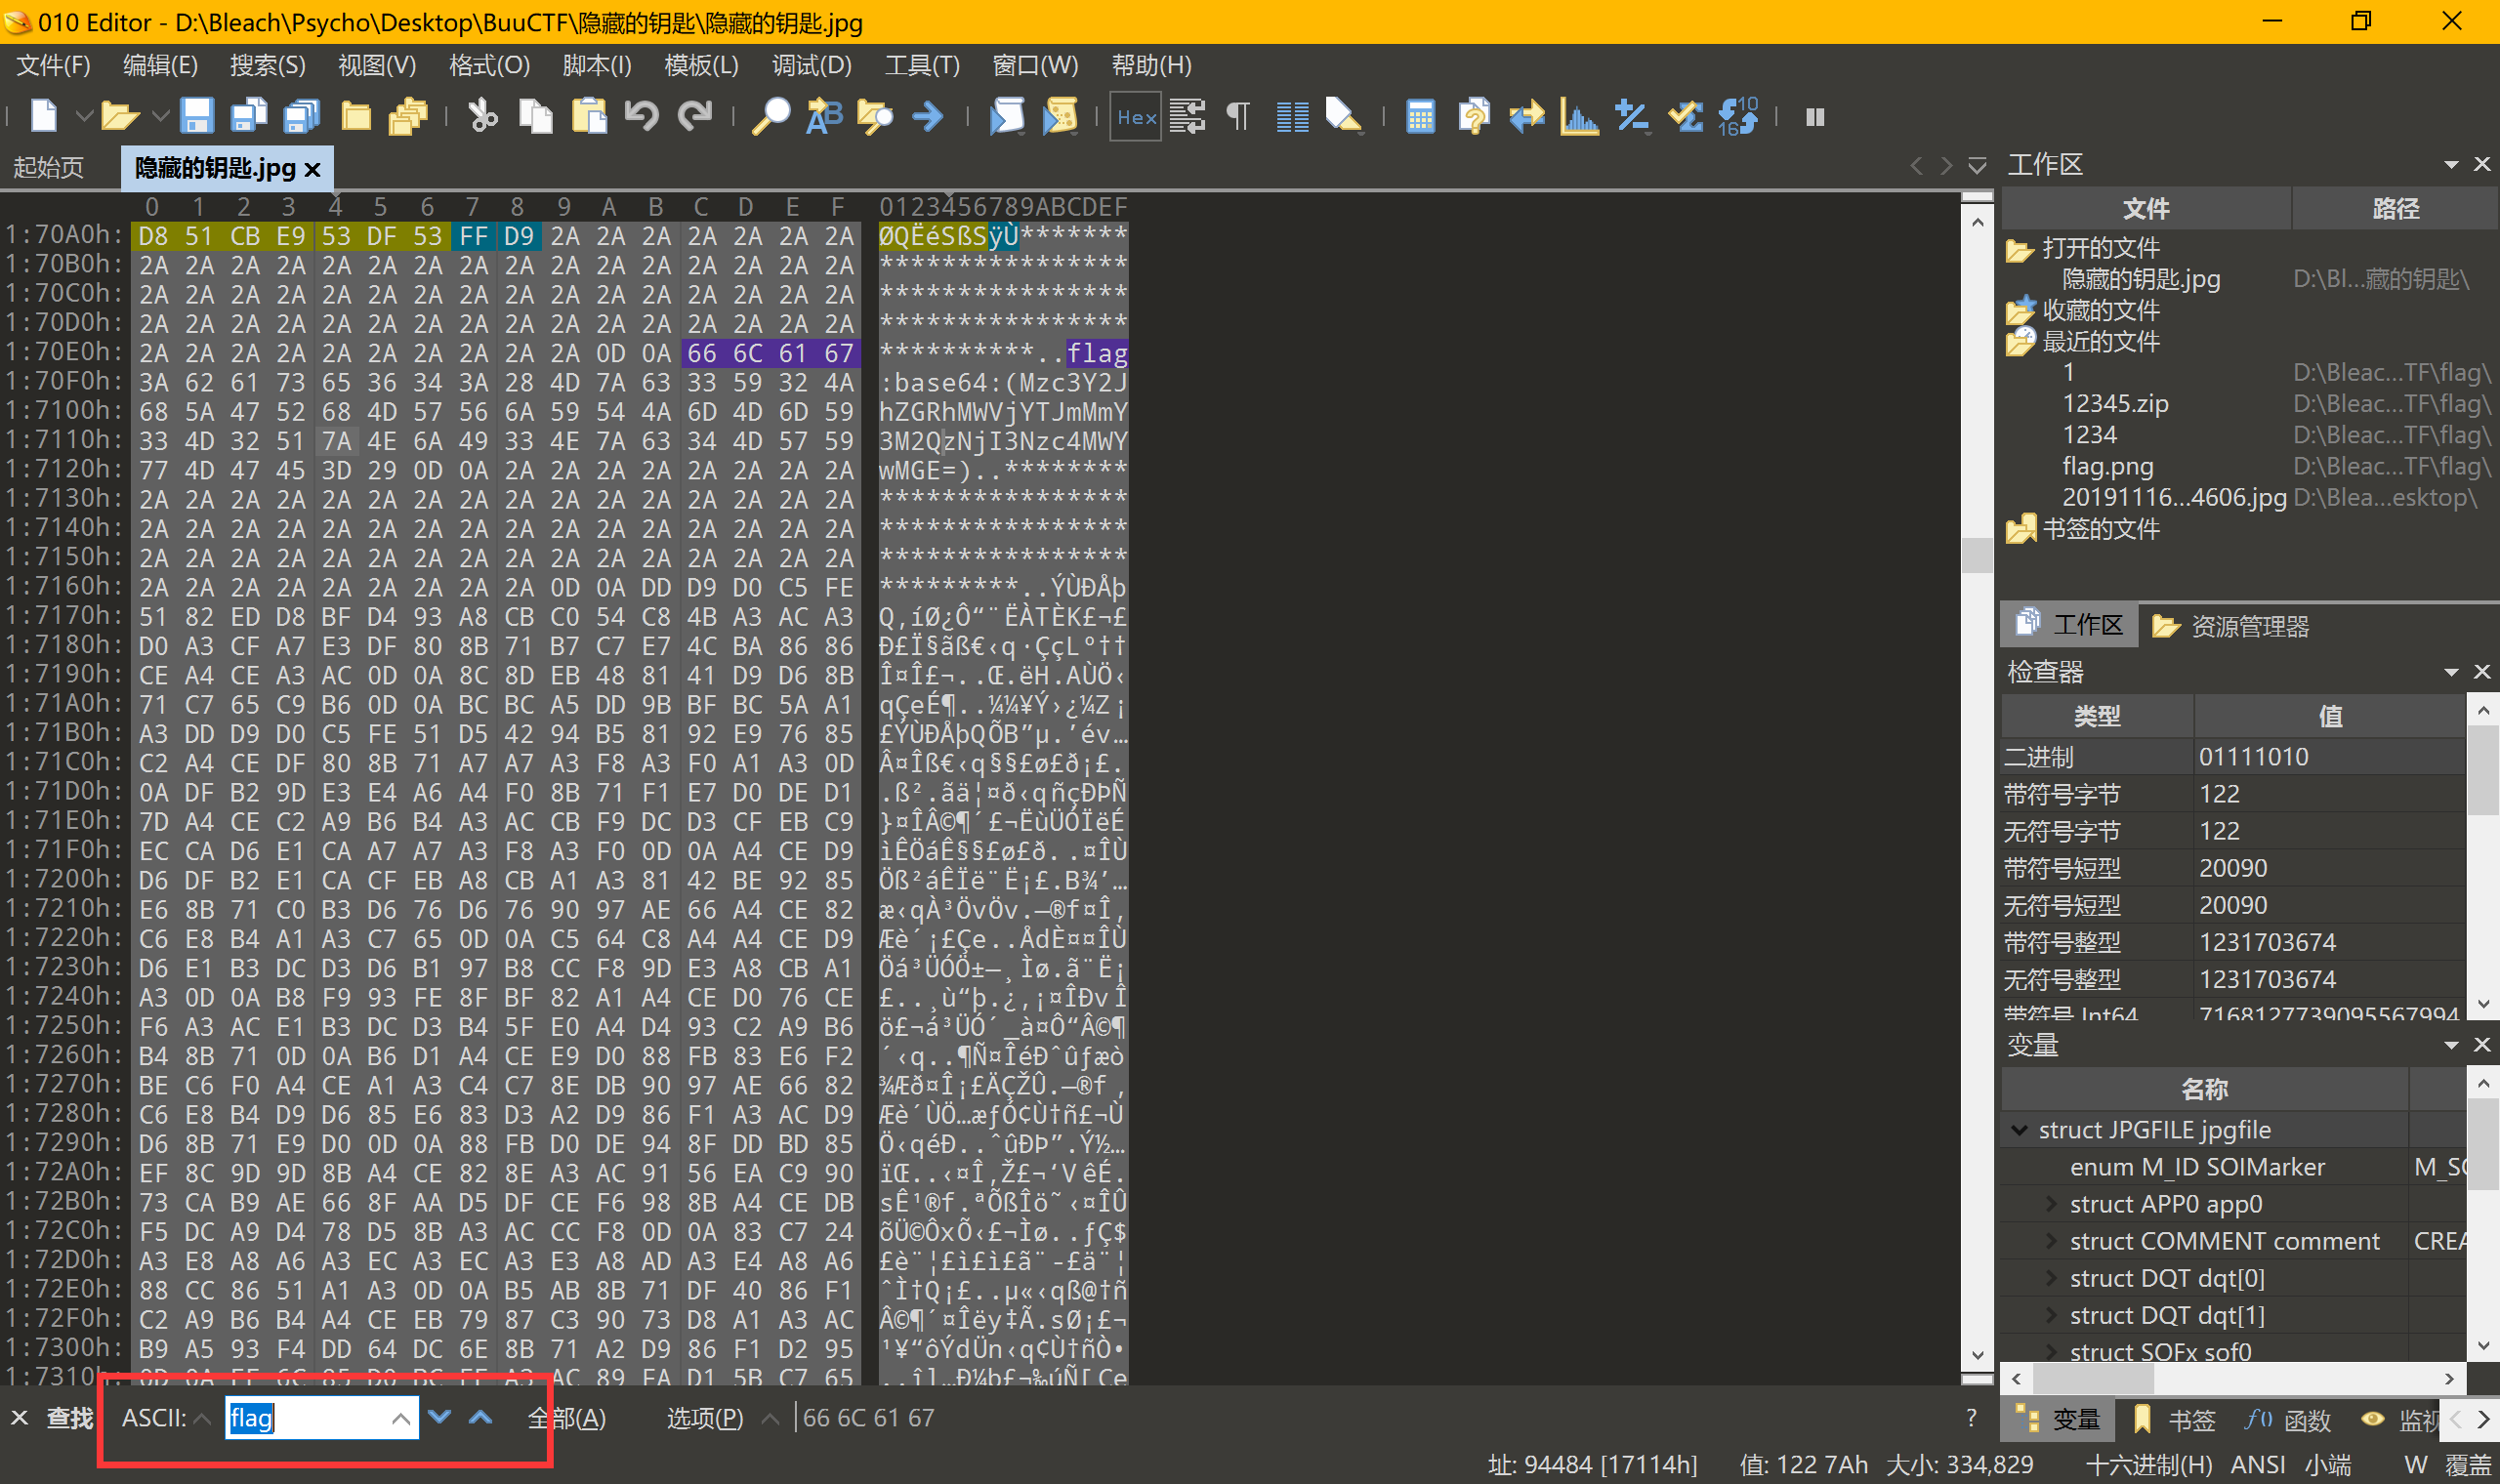 010 Editor - D:\Bleach\Psycho\Desktop\BuuCTF\隐藏的钥匙\隐藏的钥匙.jpg
文件(F) 编辑(E) 搜索(S) 视图(V) 格式(O) 脚本(I) 模板(L) 调试(D) 工具(T) 窗口(W) 帮助(H)
Hex
起始页 隐藏的钥匙.jpg
0 1 2 3 4 5 6 7 8 9 A B C D E F 0123456789ABCDEF
1:70A0h: D8 51 CB E9 53 DF 53 FF D9 2A 2A 2A 2A 2A 2A 2A ØQËéSßSÿÙ*******
1:70B0h: 2A 2A 2A 2A 2A 2A 2A 2A 2A 2A 2A 2A 2A 2A 2A 2A ****************
1:70C0h: 2A 2A 2A 2A 2A 2A 2A 2A 2A 2A 2A 2A 2A 2A 2A 2A ****************
1:70D0h: 2A 2A 2A 2A 2A 2A 2A 2A 2A 2A 2A 2A 2A 2A 2A 2A ****************
1:70E0h: 2A 2A 2A 2A 2A 2A 2A 2A 2A 2A 0D 0A 66 6C 61 67 **********..flag
1:70F0h: 3A 62 61 73 65 36 34 3A 28 4D 7A 63 33 59 32 4A :base64:(Mzc3Y2J
1:7100h: 68 5A 47 52 68 4D 57 56 6A 59 54 4A 6D 4D 6D 59 hZGRhMWVjYTJmMmY
1:7110h: 33 4D 32 51 7A 4E 6A 49 33 4E 7A 63 34 4D 57 59 3M2QzNjI3Nzc4MWY
1:7120h: 77 4D 47 45 3D 29 0D 0A 2A 2A 2A 2A 2A 2A 2A 2A wMGE=)..********
1:7130h: 2A 2A 2A 2A 2A 2A 2A 2A 2A 2A 2A 2A 2A 2A 2A 2A ****************
1:7140h: 2A 2A 2A 2A 2A 2A 2A 2A 2A 2A 2A 2A 2A 2A 2A 2A ****************
1:7150h: 2A 2A 2A 2A 2A 2A 2A 2A 2A 2A 2A 2A 2A 2A 2A 2A ****************
1:7160h: 2A 2A 2A 2A 2A 2A 2A 2A 2A 0D 0A DD D9 D0 C5 FE *********..ÝÙÐÅþ
1:7170h: 51 82 ED D8 BF D4 93 A8 CB C0 54 C8 4B A3 AC A3 Q‚íØ¿Ô“¨ËÀTÈK£¬£
1:7180h: D0 A3 CF A7 E3 DF 80 8B 71 B7 C7 E7 4C BA 86 86 Ð£Ï§ãß€‹q·ÇçLº††
1:7190h: CE A4 CE A3 AC 0D 0A 8C 8D EB 48 81 41 D9 D6 8B Î¤Î£¬..Œ.ëH.AÙÖ‹
1:71A0h: 71 C7 65 C9 B6 0D 0A BC BC A5 DD 9B BF BC 5A A1 qÇeÉ¶..¼¼¥Ý›¿¼Z¡
1:71B0h: A3 DD D9 D0 C5 FE 51 D5 42 94 B5 81 92 E9 76 85 £ÝÙÐÅþQÕB”µ.’év…
1:71C0h: C2 A4 CE DF 80 8B 71 A7 A7 A3 F8 A3 F0 A1 A3 0D Â¤Îß€‹q§§£ø£ð¡£.
1:71D0h: 0A DF B2 9D E3 E4 A6 A4 F0 8B 71 F1 E7 D0 DE D1 .ß².ãä¦¤ð‹qñçÐÞÑ
1:71E0h: 7D A4 CE C2 A9 B6 B4 A3 AC CB F9 DC D3 CF EB C9 }¤ÎÂ©¶´£¬ËùÜÓÏëÉ
1:71F0h: EC CA D6 E1 CA A7 A7 A3 F8 A3 F0 0D 0A A4 CE D9 ìÊÖáÊ§§£ø£ð..¤ÎÙ
1:7200h: D6 DF B2 E1 CA CF EB A8 CB A1 A3 81 42 BE 92 85 Öß²áÊÏë¨Ë¡£.B¾’…
1:7210h: E6 8B 71 C0 B3 D6 76 D6 76 90 97 AE 66 A4 CE 82 æ‹qÀ³ÖvÖv.—®f¤Î‚
1:7220h: C6 E8 B4 A1 A3 C7 65 0D 0A C5 64 C8 A4 A4 CE D9 Æè´¡£Çe..ÅdÈ¤¤ÎÙ
1:7230h: D6 E1 B3 DC D3 D6 B1 97 B8 CC F8 9D E3 A8 CB A1 Öá³ÜÓÖ±—¸Ìø.ã¨Ë¡
1:7240h: A3 0D 0A B8 F9 93 FE 8F BF 82 A1 A4 CE D0 76 CE £..¸ù“þ.¿‚¡¤ÎÐvÎ
1:7250h: F6 A3 AC E1 B3 DC D3 B4 5F E0 A4 D4 93 C2 A9 B6 ö£¬á³ÜÓ´_à¤Ô“Â©¶
1:7260h: B4 8B 71 0D 0A B6 D1 A4 CE E9 D0 88 FB 83 E6 F2 ´‹q..¶Ñ¤ÎéÐˆûƒæò
1:7270h: BE C6 F0 A4 CE A1 A3 C4 C7 8E DB 90 97 AE 66 82 ¾Æð¤Î¡£ÄÇŽÛ.—®f‚
1:7280h: C6 E8 B4 D9 D6 85 E6 83 D3 A2 D9 86 F1 A3 AC D9 Æè´ÙÖ…æƒÓ¢Ù†ñ£¬Ù
1:7290h: D6 8B 71 E9 D0 0D 0A 88 FB D0 DE 94 8F DD BD 85 Ö‹qéÐ..ˆûÐÞ”.Ý½…
1:72A0h: EF 8C 9D 9D 8B A4 CE 82 8E A3 AC 91 56 EA C9 90 ïŒ..‹¤Î‚Ž£¬‘VêÉ.
1:72B0h: 73 CA B9 AE 66 8F AA D5 DF CE F6 98 8B A4 CE DB sÊ¹®f.ªÕßÎö˜‹¤ÎÛ
1:72C0h: F5 DC A9 D4 78 D5 8B A3 AC CC F8 0D 0A 83 C7 24 õÜ©ÔxÕ‹£¬Ìø..ƒÇ$
1:72D0h: A3 E8 A8 A6 A3 EC A3 EC A3 E3 A8 AD A3 E4 A8 A6 £è¨¦£ì£ì£ã¨-£ä¨¦
1:72E0h: 88 CC 86 51 A1 A3 0D 0A B5 AB 8B 71 DF 40 86 F1 ˆÌ†Q¡£..µ«‹qß@†ñ
1:72F0h: C2 A9 B6 B4 A4 CE EB 79 87 C3 90 73 D8 A1 A3 AC Â©¶´¤Îëy‡Ã.sØ¡£¬
1:7300h: B9 A5 93 F4 DD 64 DC 6E 8B 71 A2 D9 86 F1 D2 95 ¹¥“ôÝdÜn‹q¢Ù†ñÒ•
1:7310h:
查找 ASCII: flag 全部(A) 选项(P) 66 6C 61 67 ?
工作区
文件 路径
打开的文件
隐藏的钥匙.jpg D:\Bl...藏的钥匙\
收藏的文件
最近的文件
1 D:\Bleac...TF\flag\
12345.zip D:\Bleac...TF\flag\
1234 D:\Bleac...TF\flag\
flag.png D:\Bleac...TF\flag\
20191116...4606.jpg D:\Blea...esktop\
书签的文件
工作区 资源管理器
检查器
类型 值
二进制 01111010
带符号字节 122
无符号字节 122
带符号短型 20090
无符号短型 20090
带符号整型 1231703674
无符号整型 1231703674
带符号 Int64 7168127739095567994
变量
名称
struct JPGFILE jpgfile
enum M_ID SOIMarker M_SO
struct APP0 app0
struct COMMENT comment CREA
struct DQT dqt[0]
struct DQT dqt[1]
struct SOFx sof0
变量 书签 f() 函数 监视
址: 94484 [17114h] 值: 122 7Ah 大小: 334,829 十六进制(H) ANSI 小端 W 覆盖